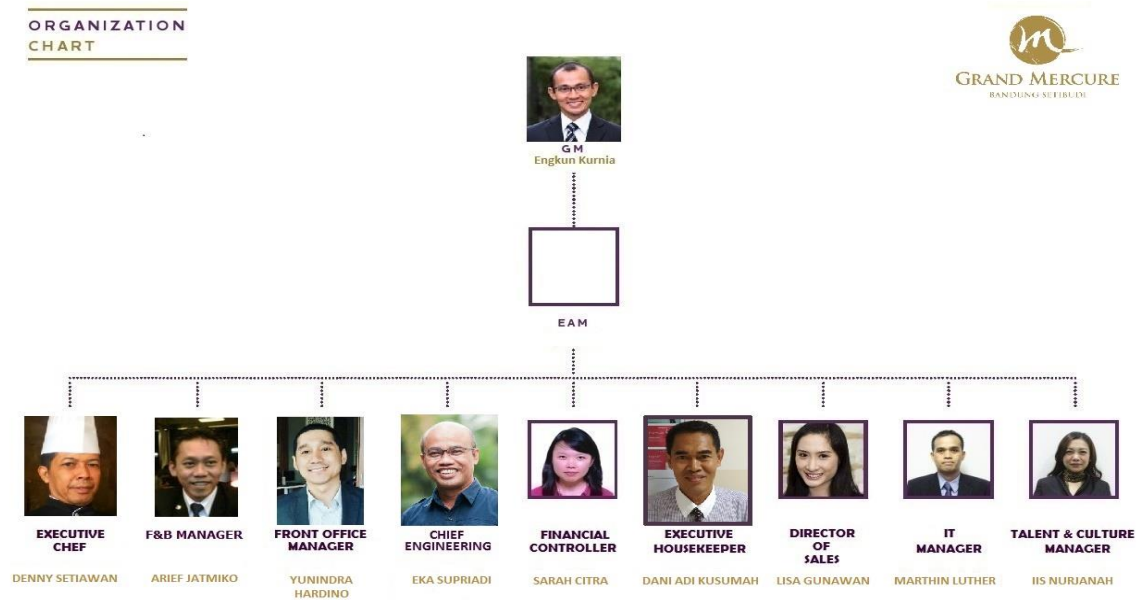 ORGANIZATION
CHART
GRAND MERCURE
BANDUNG SETIBUDI
GM
Engkun Kurnia
EAM
EXECUTIVE
CHEF
DENNY SETIAWAN
F&B MANAGER
ARIEF JATMIKO
FRONT OFFICE
MANAGER
YUNINDRA
HARDINO
CHIEF
ENGINEERING
EKA SUPRIADI
FINANCIAL
CONTROLLER
SARAH CITRA
EXECUTIVE
HOUSEKEEPER
DANI ADI KUSUMAH
DIRECTOR
OF
SALES
LISA GUNAWAN
IT
MANAGER
MARTHIN LUTHER
TALENT & CULTURE
MANAGER
IIS NURJANAH